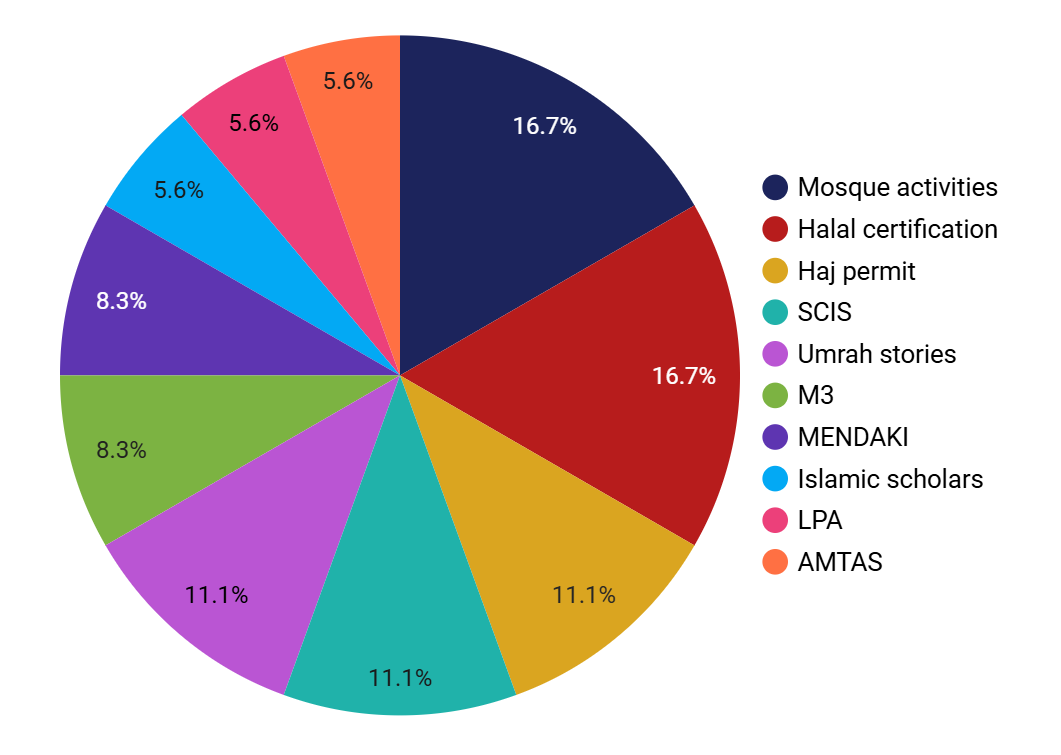 5.6%
5.6%
16.7%
5.6%
8.3%
16.7%
8.3%
11.1%
11.1%
11.1%
Mosque activities
Halal certification
Haj permit
SCIS
Umrah stories
M3
MENDAKI
Islamic scholars
LPA
AMTAS